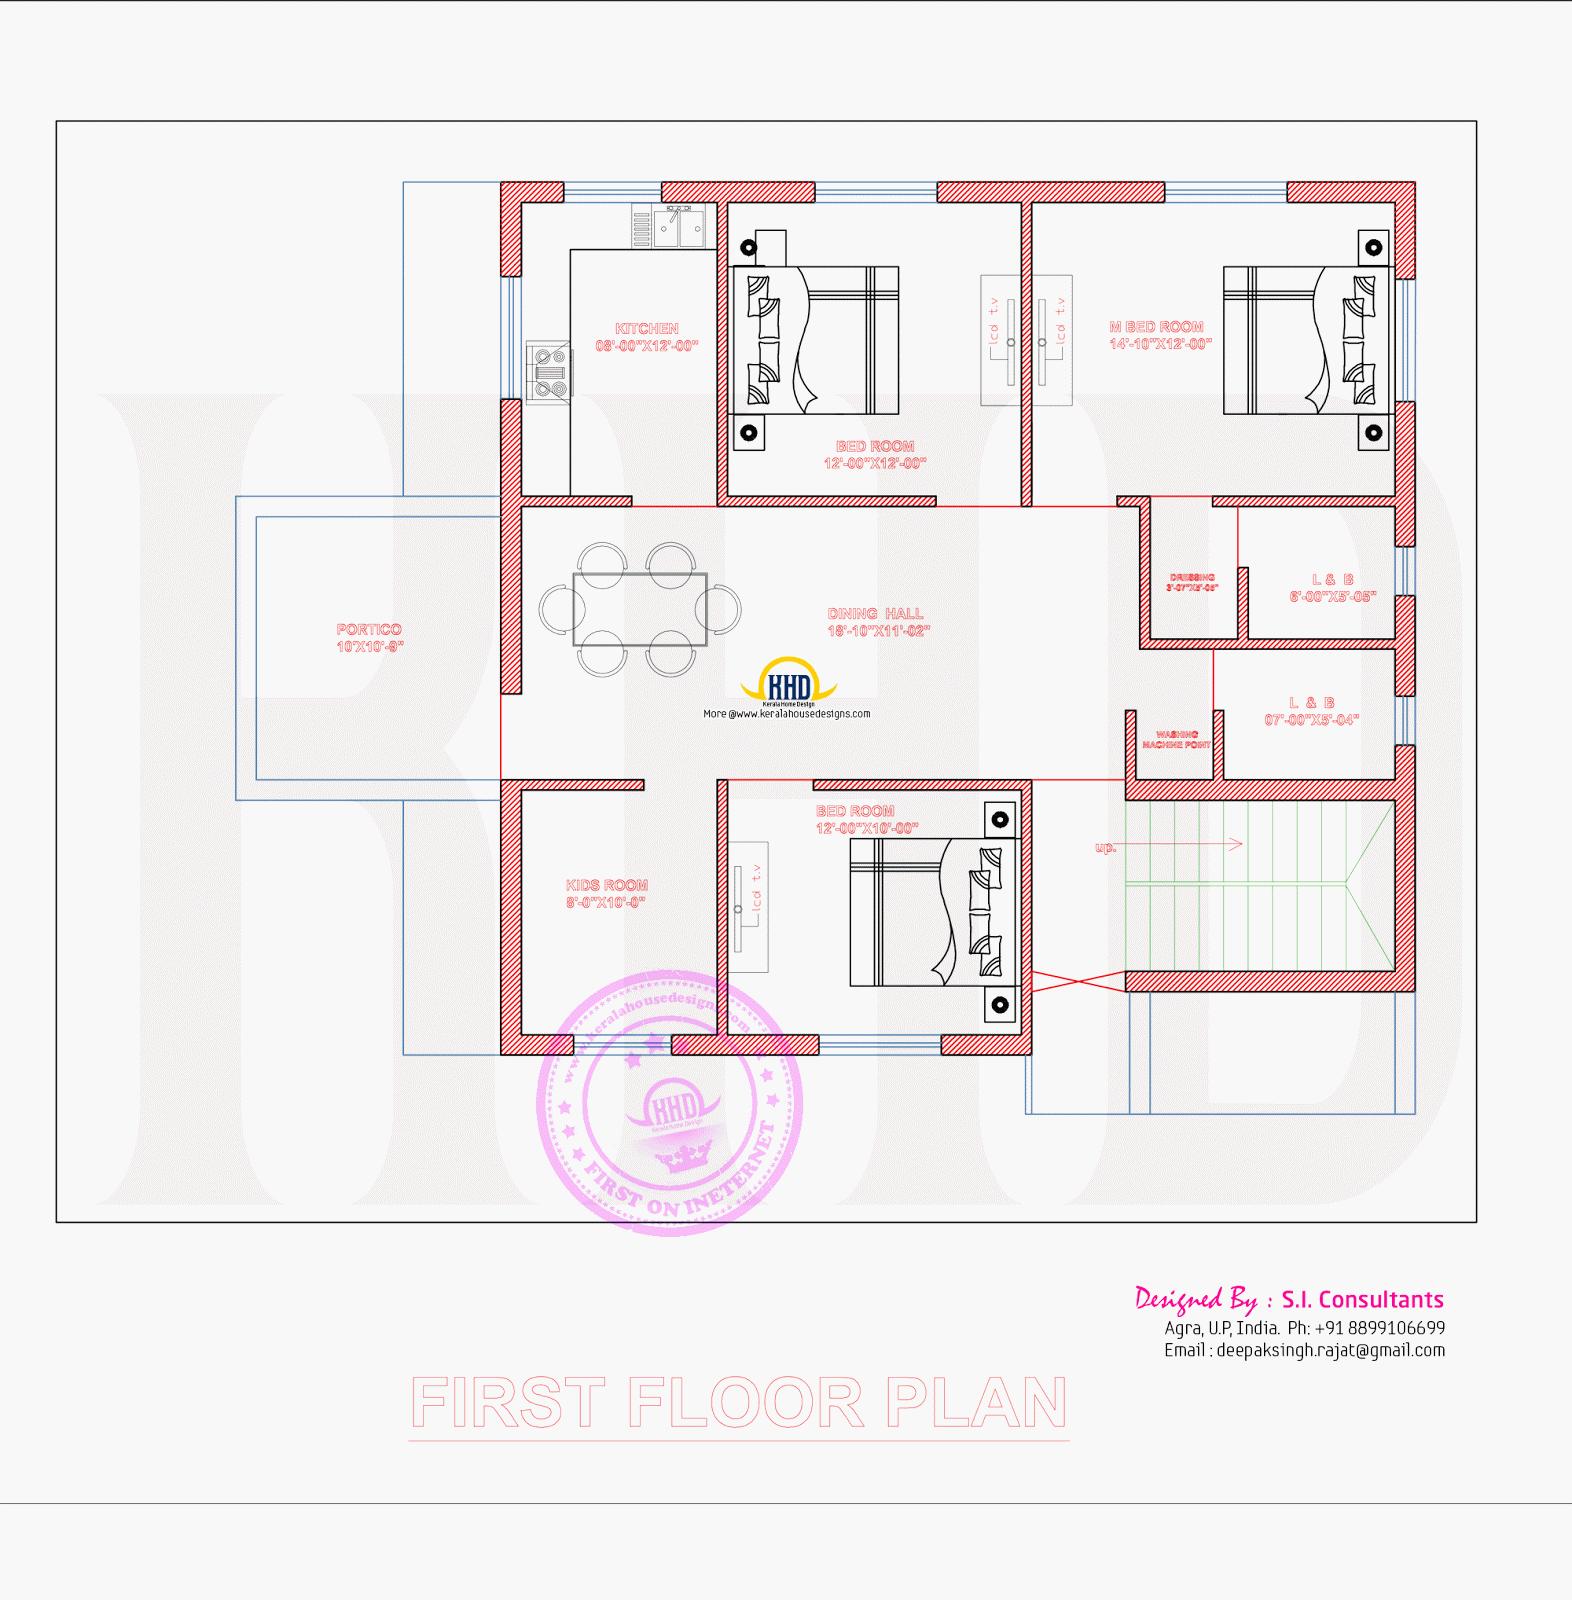 KITCHEN
08'-00"X12'-00"
lcd t.v
lcd t.v
M BED ROOM
14'-10"X12'-00"
BED ROOM
12'-00"X12'-00"
DRESSING
3'-07"X5'-05"
L & B
6'-00"X5'-05"
PORTICO
10'X10'-9"
DINING HALL
18'-10"X11'-02"
KHD
Kerala Home Design
More @www.keralahousedesigns.com
L & B
07'-00"X5'-04"
WASHING
MACHINE POINT
BED ROOM
12'-00"X10'-00"
up.
lcd t.v
KIDS ROOM
8'-0"X10'-0"
www.keralahousedesigns.com
KHD
Kerala Home Design
FIRST ON INETERNET
KHD
Designed By : S.I. Consultants
Agra, U.P, India. Ph: +91 8899106699
Email : deepaksingh.rajat@gmail.com
FIRST FLOOR PLAN